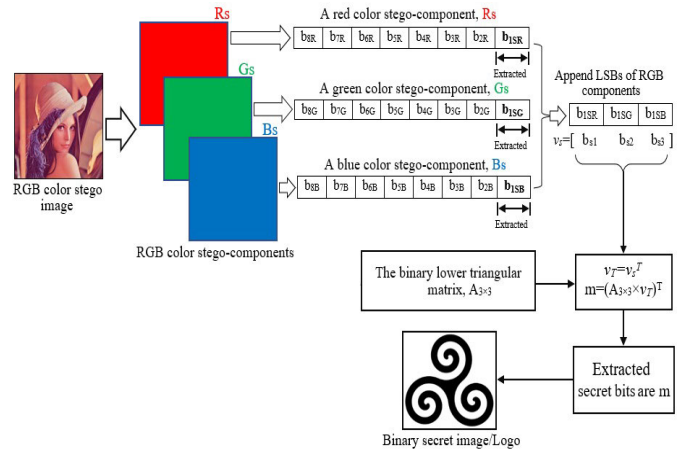 Rs
A red color stego-component, Rs
b8R b7R b6R b5R b4R b3R b2R b1SR
Extracted
Gs
A green color stego-component, Gs
b8G b7G b6G b5G b4G b3G b2G b1SG
Extracted
Bs
A blue color stego-component, Bs
b8B b7B b6B b5B b4B b3B b2B b1SB
Extracted
RGB color stego
image
RGB color stego-components
Append LSBs of RGB
components
b1SR b1SG b1SB
vs=[ bs1 bs2 bs3 ]
The binary lower triangular
matrix, A3×3
vT=vsT
m=(A3×3×vT)T
Extracted
secret bits are m
Binary secret image/Logo